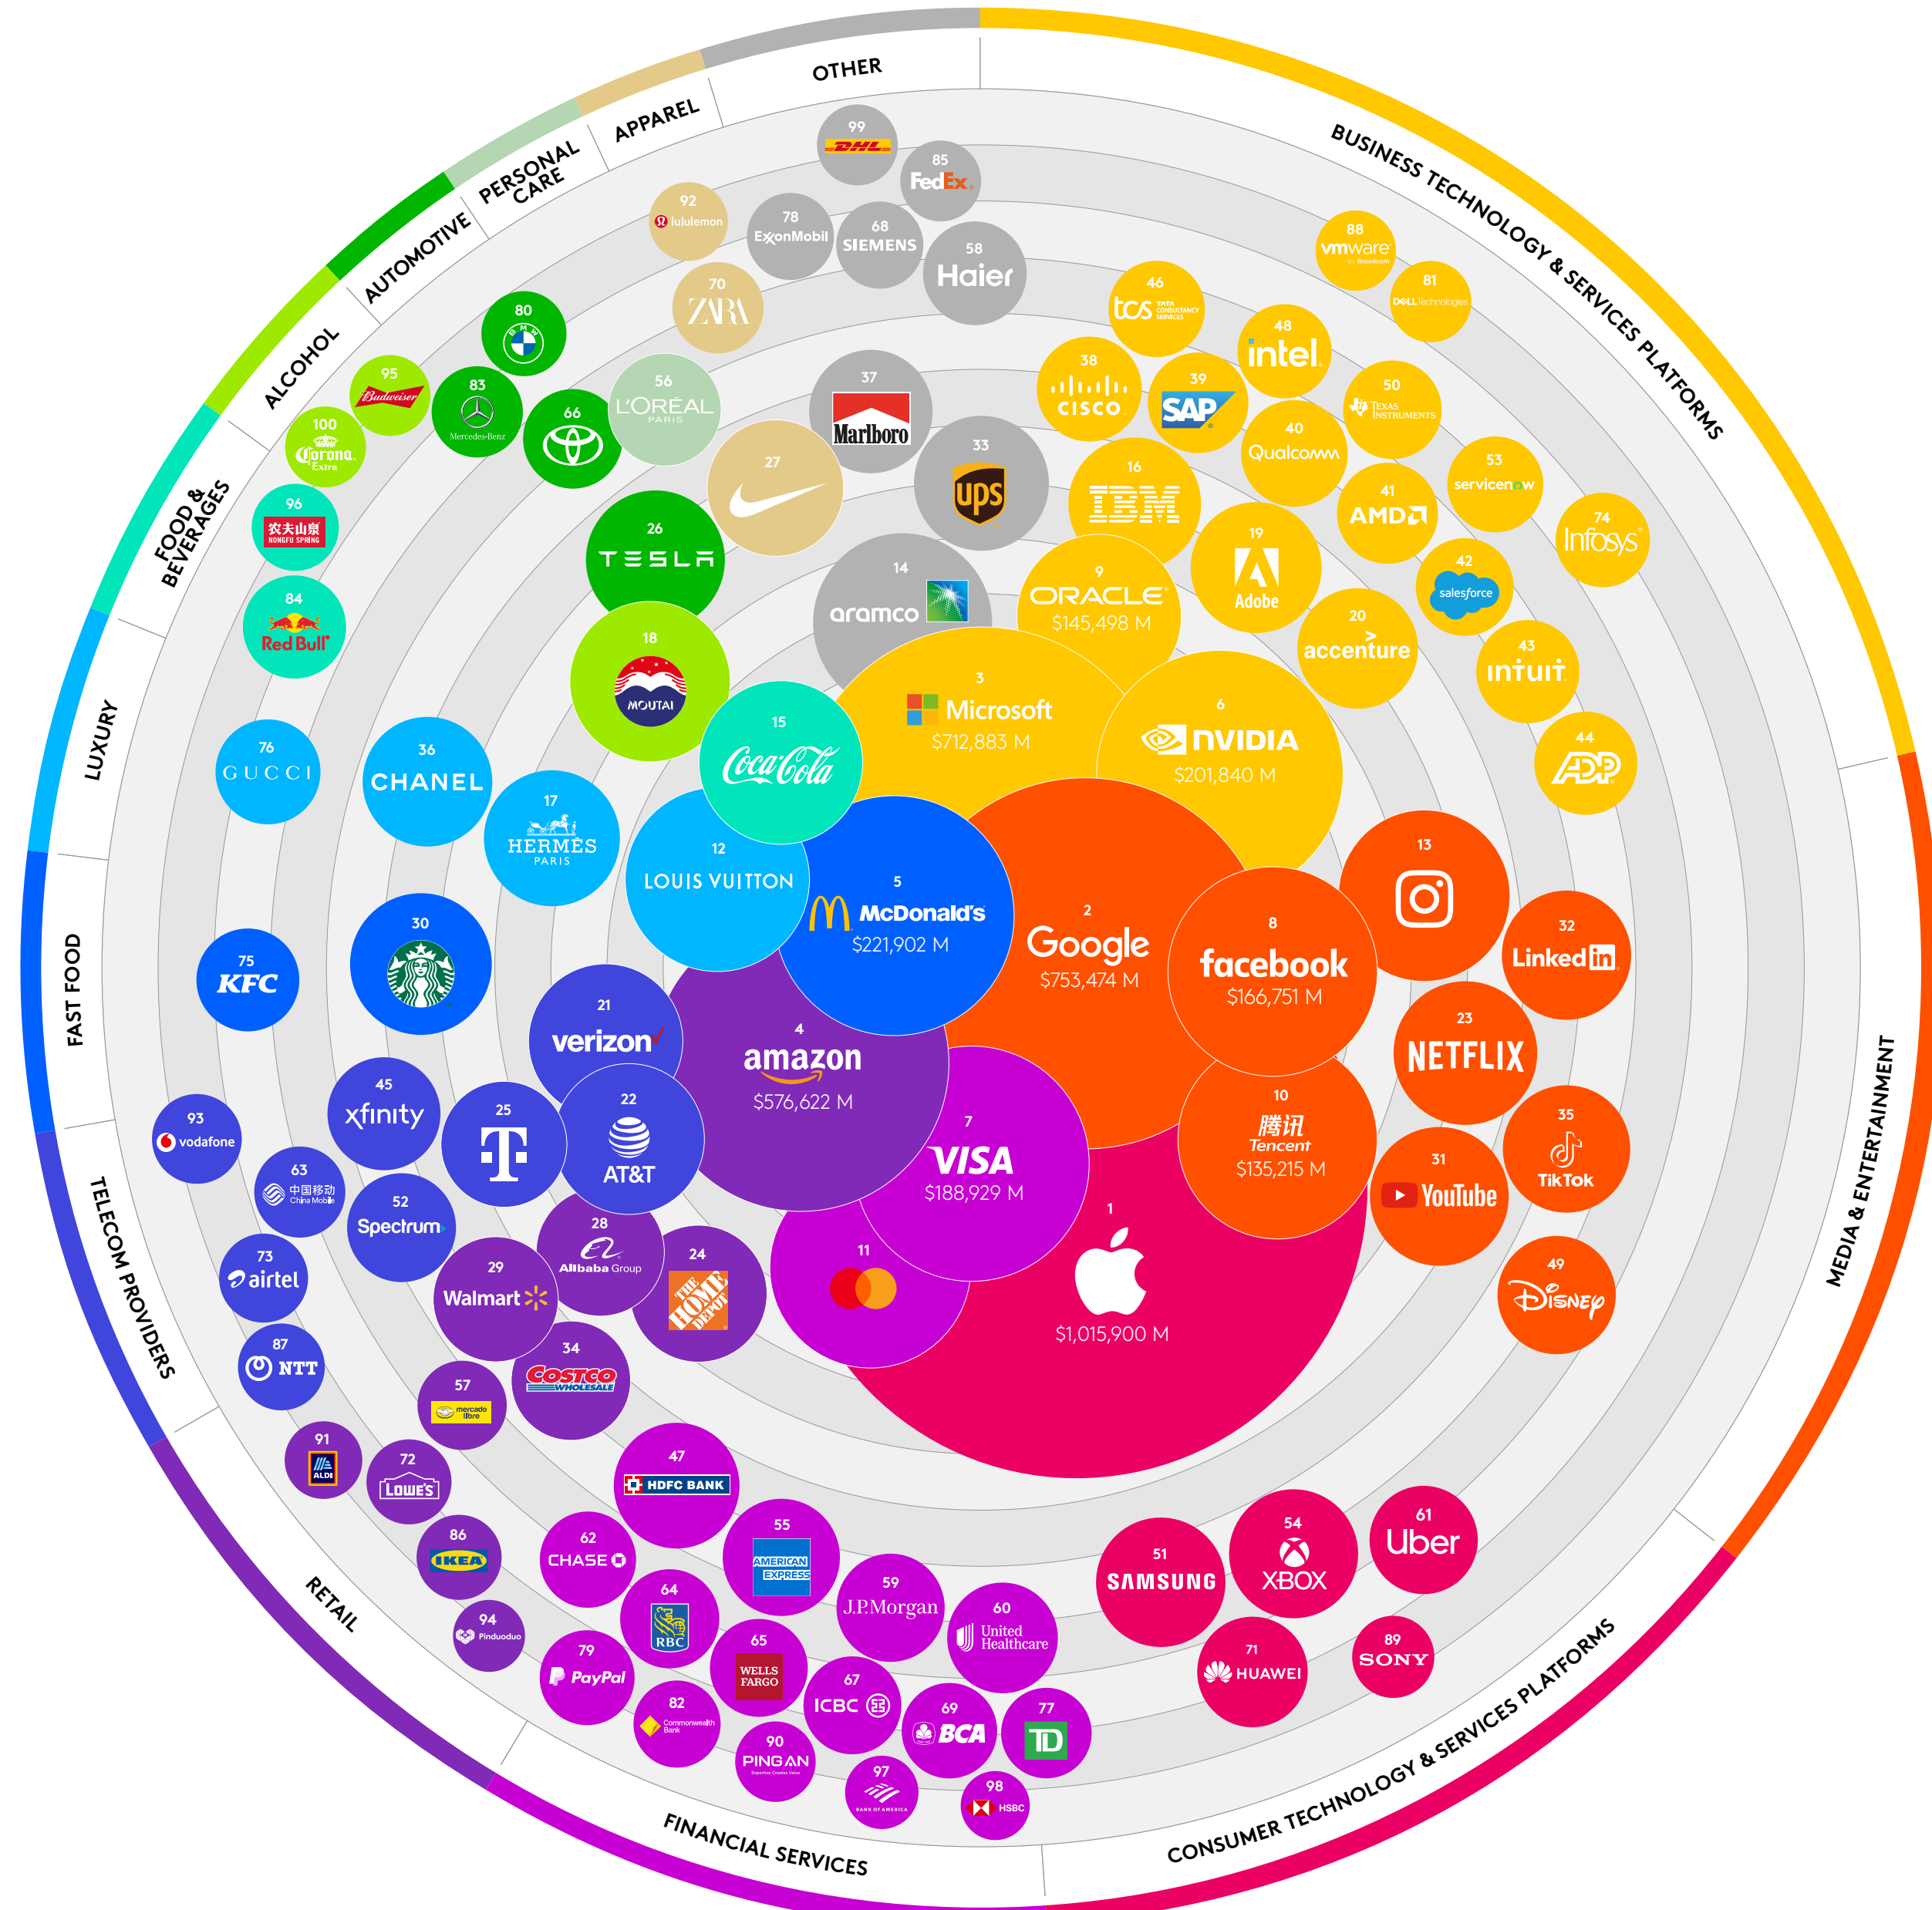 OTHER
99
DHL
85
FedEx
78
ExxonMobil
68
SIEMENS
58
Haier
37
Marlboro
33
ups
14
aramco
BUSINESS TECHNOLOGY & SERVICES PLATFORMS
88
vmware
by Broadcom
81
DELLTechnologies
46
tcs TATA
CONSULTANCY
SERVICES
48
intel
38
CISCO
39
SAP
50
TEXAS
INSTRUMENTS
40
Qualcomm
53
servicenow
16
IBM
41
AMD
74
Infosys
19
Adobe
42
salesforce
9
ORACLE
$145,498 M
20
accenture
43
intuit
44
ADP
3
Microsoft
$712,883 M
6
NVIDIA
$201,840 M
MEDIA & ENTERTAINMENT
2
Google
$753,474 M
8
facebook
$166,751 M
13
32
LinkedIn
23
NETFLIX
10
腾讯
Tencent
$135,215 M
35
TikTok
31
YouTube
49
Disney
CONSUMER TECHNOLOGY & SERVICES PLATFORMS
1
$1,015,900 M
51
SAMSUNG
54
XBOX
61
Uber
71
HUAWEI
89
SONY
FINANCIAL SERVICES
7
VISA
$188,929 M
11
47
HDFC BANK
55
AMERICAN
EXPRESS
62
CHASE
59
J.P.Morgan
60
United
Healthcare
64
RBC
65
WELLS
FARGO
79
PayPal
67
ICBC
69
BCA
77
TD
82
Commonwealth
Bank
90
PING AN
Expertise Creates Value
97
BANK OF AMERICA
98
HSBC
RETAIL
4
amazon
$576,622 M
28
Alibaba Group
24
THE
HOME
DEPOT
29
Walmart
34
COSTCO
WHOLESALE
57
mercado
libre
91
ALDI
72
LOWE'S
86
IKEA
94
Pinduoduo
TELECOM PROVIDERS
21
verizon
22
AT&T
25
T
45
xfinity
93
vodafone
63
中国移动
China Mobile
52
Spectrum
73
airtel
87
NTT
FAST FOOD
5
McDonald's
$221,902 M
30
75
KFC
LUXURY
12
LOUIS VUITTON
17
HERMÈS
PARIS
36
CHANEL
76
GUCCI
FOOD &
BEVERAGES
15
Coca-Cola
96
农夫山泉
NONGFU SPRING
84
Red Bull
ALCOHOL
95
Budweiser
100
Corona
Extra
18
MOUTAI
AUTOMOTIVE
80
BMW
83
Mercedes-Benz
66
26
TESLA
PERSONAL
CARE
56
L'ORÉAL
PARIS
APPAREL
92
lululemon
70
ZARA
27